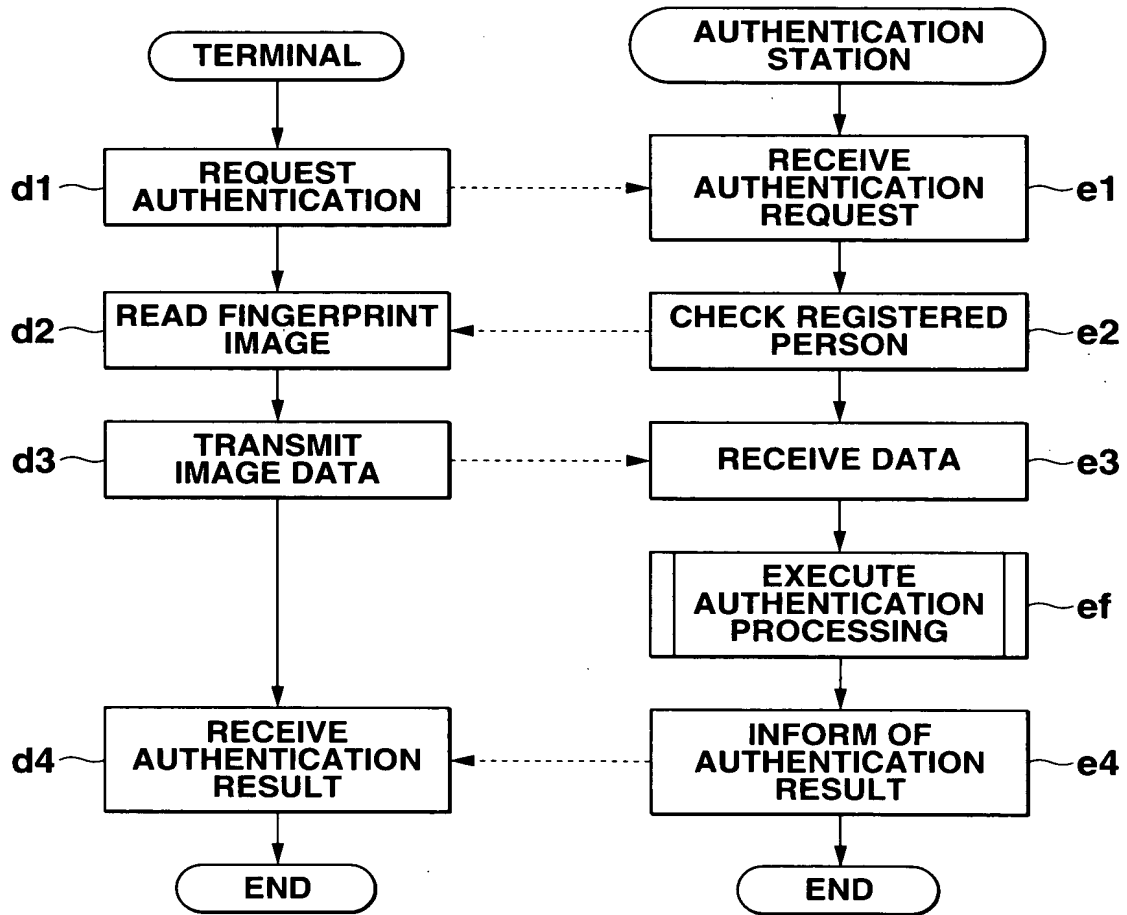 TERMINAL
AUTHENTICATION
STATION
d1
REQUEST
AUTHENTICATION
RECEIVE
AUTHENTICATION
REQUEST
e1
d2
READ FINGERPRINT
IMAGE
CHECK REGISTERED
PERSON
e2
d3
TRANSMIT
IMAGE DATA
RECEIVE DATA
e3
EXECUTE
AUTHENTICATION
PROCESSING
ef
d4
RECEIVE
AUTHENTICATION
RESULT
INFORM OF
AUTHENTICATION
RESULT
e4
END
END